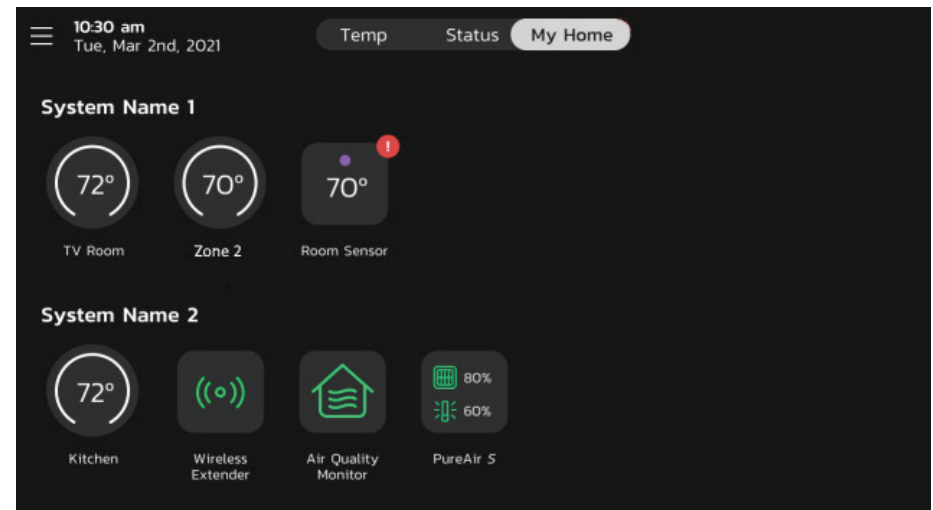 10:30 am
Tue, Mar 2nd, 2021
Temp
Status
My Home
System Name 1
72°
70°
!
70°
TV Room
Zone 2
Room Sensor
System Name 2
72°
80%
60%
Kitchen
Wireless
Extender
Air Quality
Monitor
PureAir S